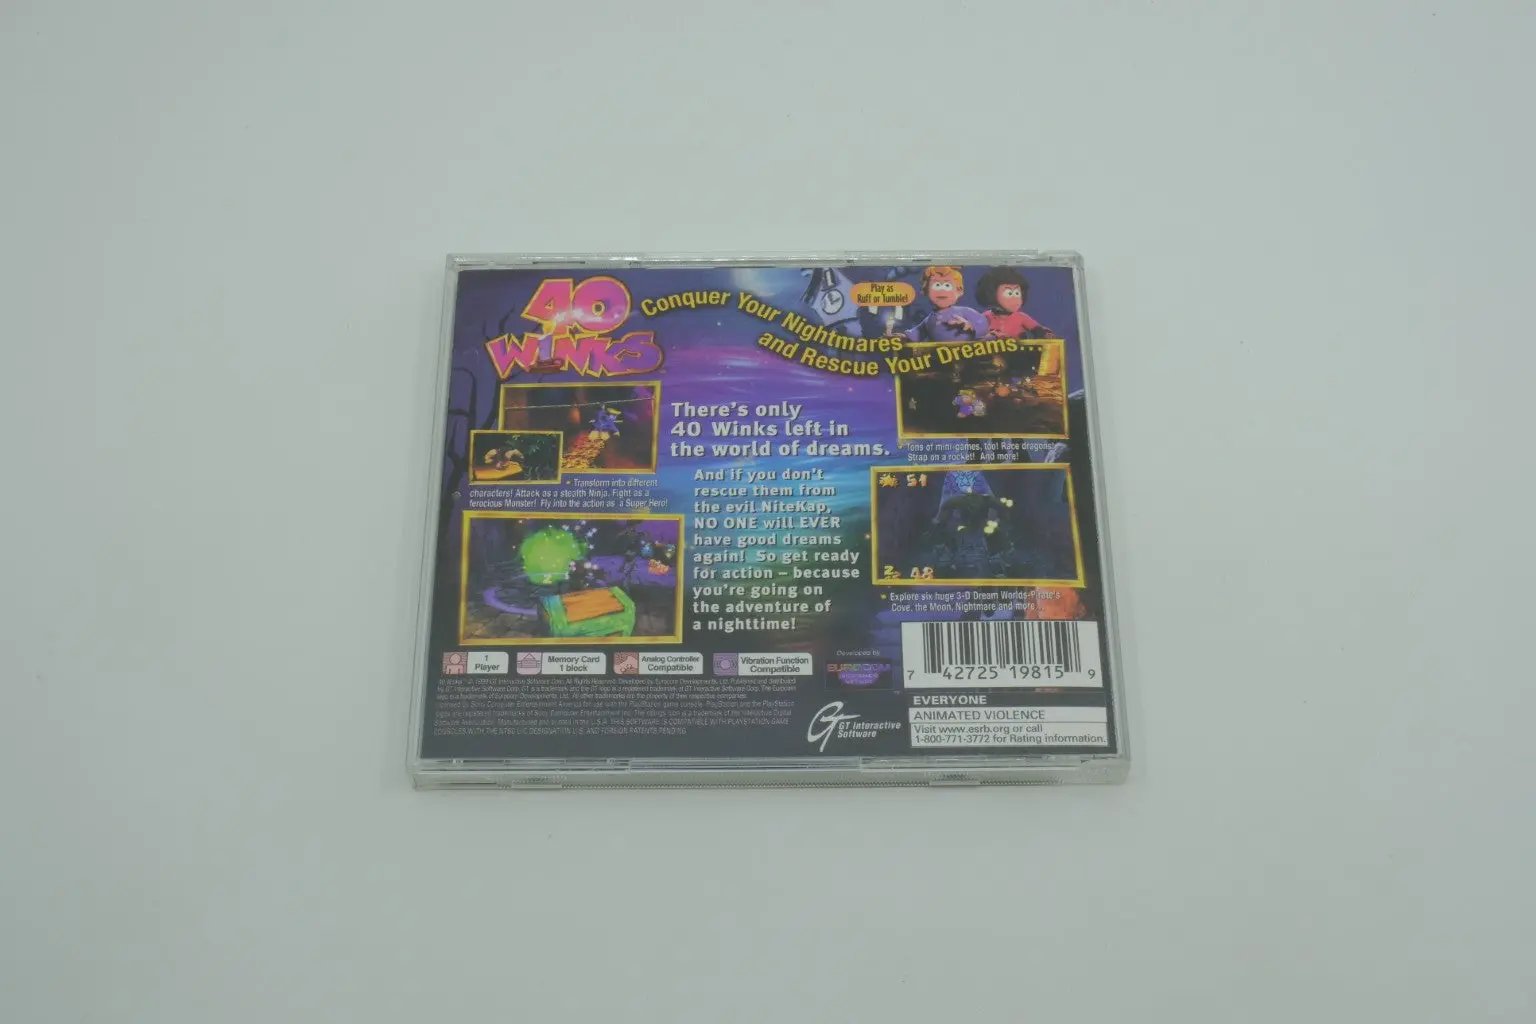 40
WINKS
Conquer Your Nightmares
and Rescue Your Dreams...
Play as
Ruff or Tumble!
There's only
40 Winks left in
the world of dreams.
And if you don't
rescue them from
the evil NiteKap,
NO ONE will EVER
have good dreams
again! So get ready
for action – because
you're going on
the adventure of
a nighttime!
• Transform into different
characters! Attack as a stealth Ninja. Fight as a
ferocious Monster! Fly into the action as a Super Hero!
• Tons of mini-games, too! Race dragons!
Strap on a rocket! And more!
51
48
• Explore six huge 3-D Dream Worlds-Pirate's
Cove, the Moon, Nightmare and more...
1
Player
Memory Card
1 block
Analog Controller
Compatible
Vibration Function
Compatible
Developed by
EUROCOM
GT Interactive
Software
7 42725 19815 9
EVERYONE
ANIMATED VIOLENCE
Visit www.esrb.org or call
1-800-771-3772 for Rating information.